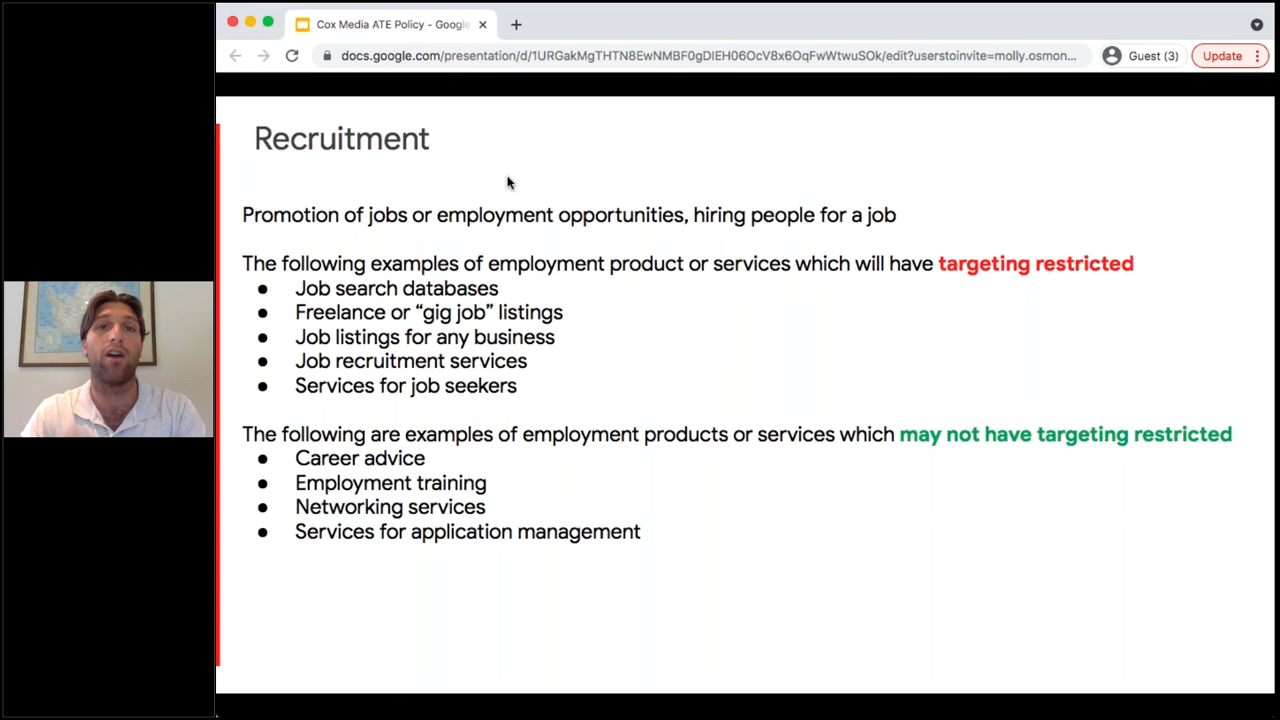 Cox Media ATE Policy - Google
docs.google.com/presentation/d/1URGakMgTHTN8EwNMBF0gDlEH06OcV8x6OqFwWtwuSOk/edit?userstoinvite=molly.osmon...
Guest (3)
Update
Recruitment
Promotion of jobs or employment opportunities, hiring people for a job
The following examples of employment product or services which will have targeting restricted
● Job search databases
● Freelance or “gig job” listings
● Job listings for any business
● Job recruitment services
● Services for job seekers
The following are examples of employment products or services which may not have targeting restricted
● Career advice
● Employment training
● Networking services
● Services for application management